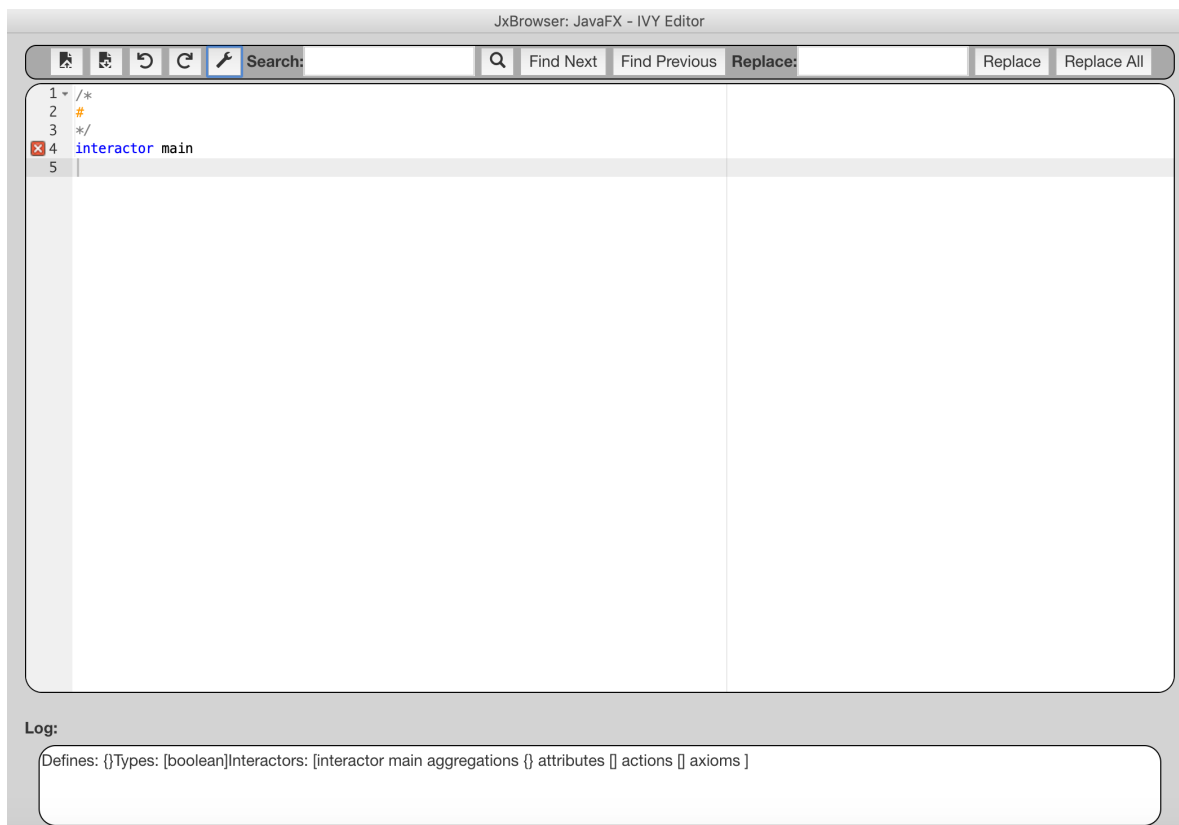 JxBrowser: JavaFX - IVY Editor
Search: Find Next Find Previous Replace: Replace Replace All
1 /*
2 #
3 */
4 interactor main
5
Log:
Defines: {}Types: [boolean]Interactors: [interactor main aggregations {} attributes [] actions [] axioms ]